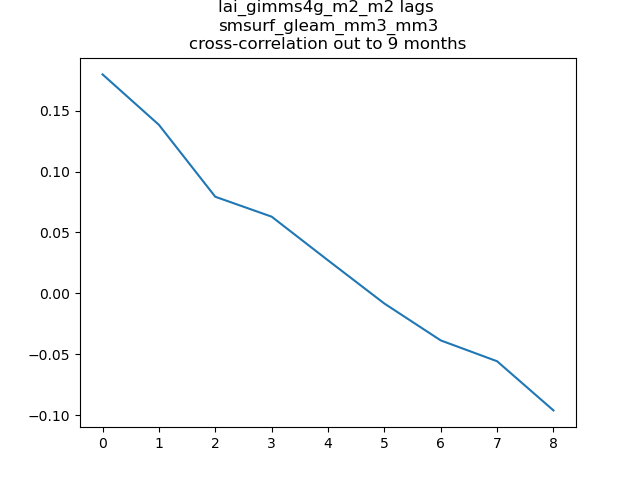 lai_gimms4g_m2_m2 lags
smsurf_gleam_mm3_mm3
cross-correlation out to 9 months
0.15
0.10
0.05
0.00
−0.05
−0.10
0 1 2 3 4 5 6 7 8